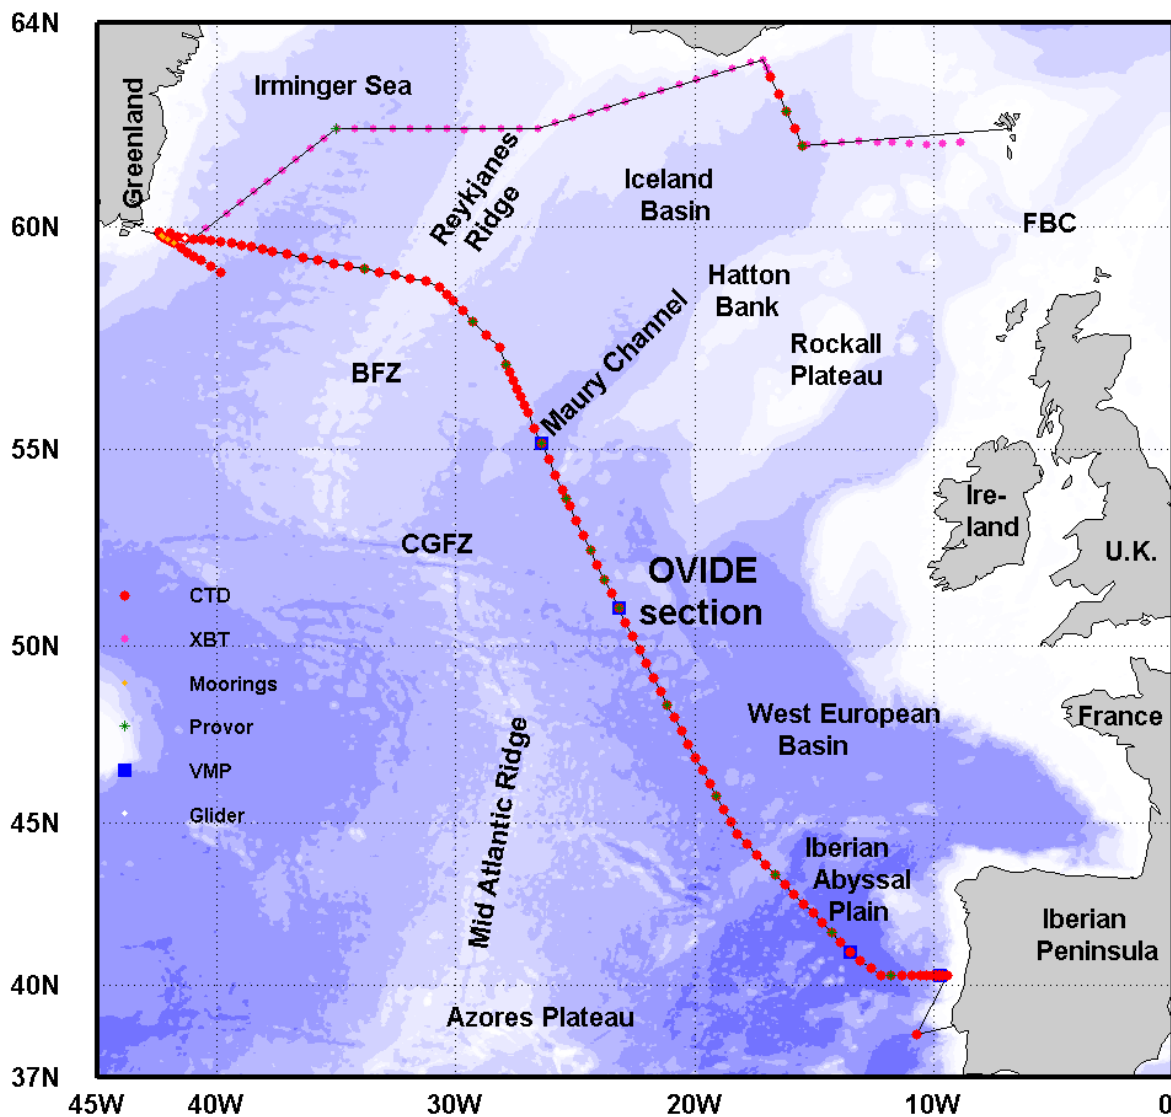 64N
Irminger Sea
Greenland
Reykjanes
Ridge
Iceland
Basin
60N
FBC
Hatton
Bank
Maury Channel
Rockall
Plateau
BFZ
55N
Ire-
land
CGFZ
U.K.
OVIDE
section
CTD
XBT
Moorings
Provor
VMP
Glider
50N
West European
Basin
France
Mid Atlantic Ridge
45N
Iberian
Abyssal
Plain
Iberian
Peninsula
40N
Azores Plateau
37N
45W
40W
30W
20W
10W
0